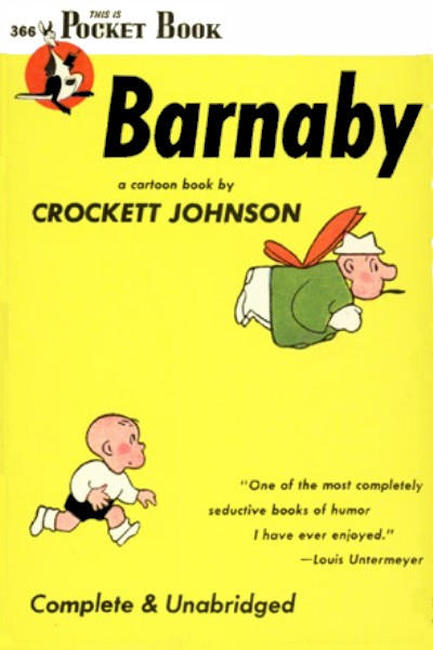 THIS IS
366 POCKET BOOK
Barnaby
a cartoon book by
CROCKETT JOHNSON
"One of the most completely
seductive books of humor
I have ever enjoyed."
—Louis Untermeyer
Complete & Unabridged